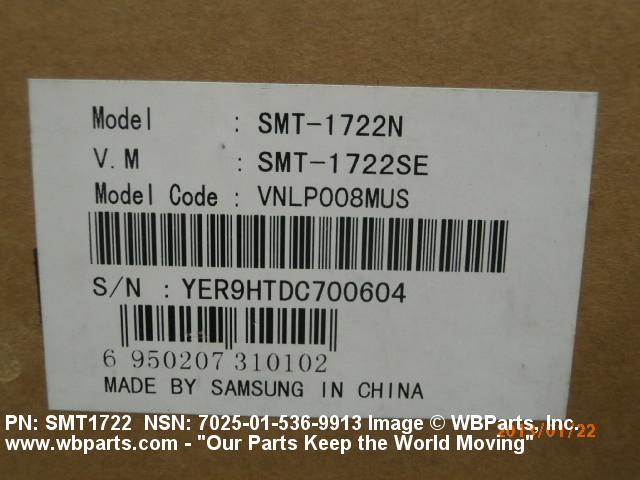 Model : SMT-1722N
V.M : SMT-1722SE
Model Code : VNLP008MUS
S/N : YER9HTDC700604
6 950207 310102
MADE BY SAMSUNG IN CHINA
PN: SMT1722 NSN: 7025-01-536-9913 Image © WBParts, Inc.
www.wbparts.com - "Our Parts Keep the World Moving"